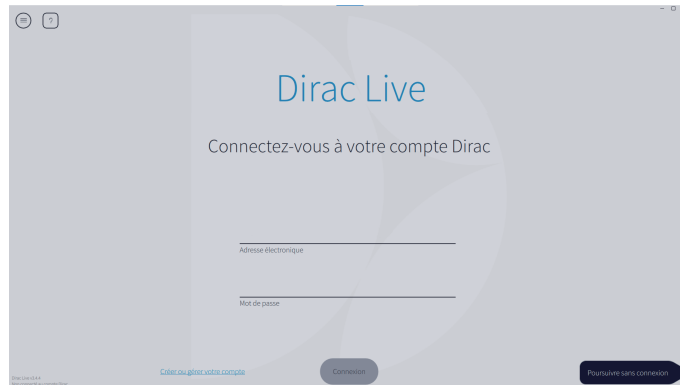 ?
Dirac Live
Connectez-vous à votre compte Dirac
Adresse électronique
Mot de passe
Créer ou gérer votre compte
Connexion
Poursuivre sans connexion